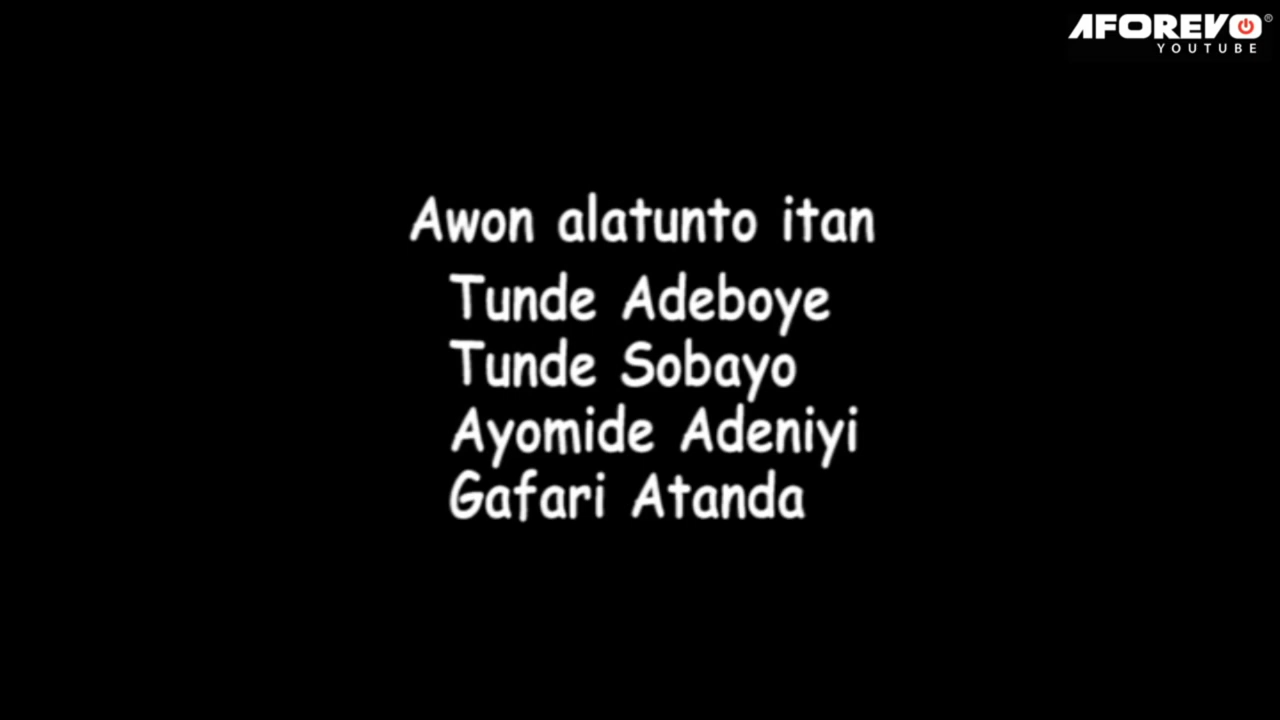 AFOREVO®
YOUTUBE
Awon alatunto itan
Tunde Adeboye
Tunde Sobayo
Ayomide Adeniyi
Gafari Atanda